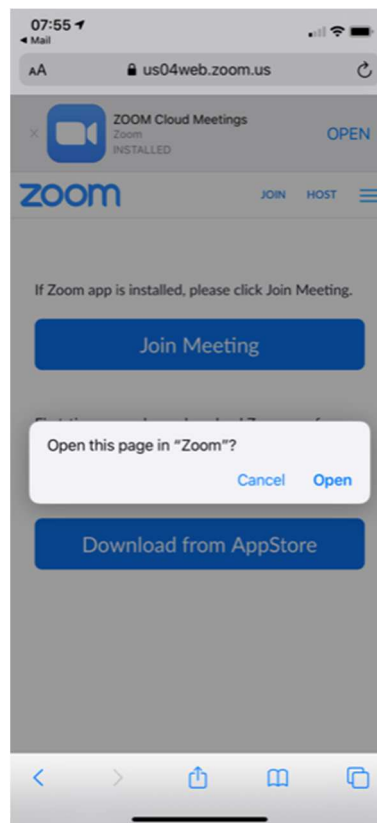 07:55
◀ Mail
AA us04web.zoom.us
ZOOM Cloud Meetings
Zoom
INSTALLED
OPEN
zoom JOIN HOST
If Zoom app is installed, please click Join Meeting.
Join Meeting
Open this page in “Zoom”?
Cancel Open
Download from AppStore